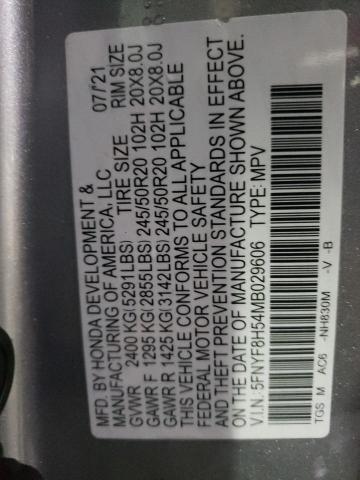 MFD. BY HONDA DEVELOPMENT & 07/21
MANUFACTURING OF AMERICA, LLC
TIRE SIZE RIM SIZE
GVWR 2400 KG(5291LBS)
GAWR F 1295 KG(2855LBS) 245/50R20 102H 20X8.0J
GAWR R 1425 KG(3142LBS) 245/50R20 102H 20X8.0J
THIS VEHICLE CONFORMS TO ALL APPLICABLE
FEDERAL MOTOR VEHICLE SAFETY
AND THEFT PREVENTION STANDARDS IN EFFECT
ON THE DATE OF MANUFACTURE SHOWN ABOVE.
V.I.N.: 5FNYF8H54MB029606 TYPE: MPV
TGS M AC6 -NH830M -V -B